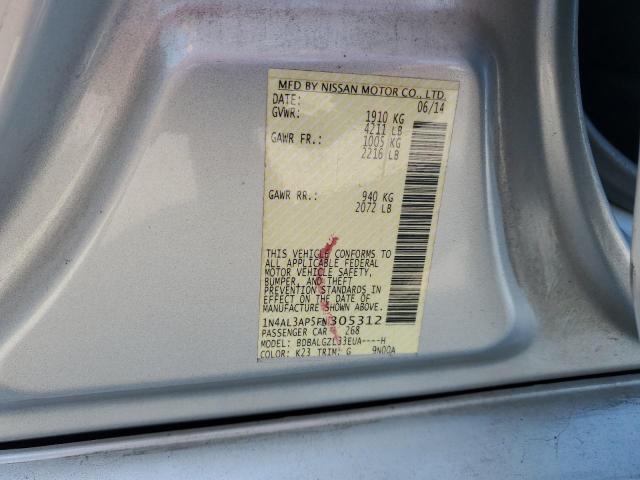 MFD BY NISSAN MOTOR CO., LTD.
DATE: 06/14
GVWR: 1910 KG
4211 LB
GAWR FR.: 1005 KG
2216 LB
GAWR RR.: 940 KG
2072 LB
THIS VEHICLE CONFORMS TO
ALL APPLICABLE FEDERAL
MOTOR VEHICLE SAFETY,
BUMPER, AND THEFT
PREVENTION STANDARDS IN
EFFECT ON THE DATE OF
MANUFACTURE SHOWN ABOVE.
1N4AL3AP5FN305312
PASSENGER CAR 268
MODEL: BDBALGZL33EUA----H
COLOR: K23 TRIM: G 9N00A